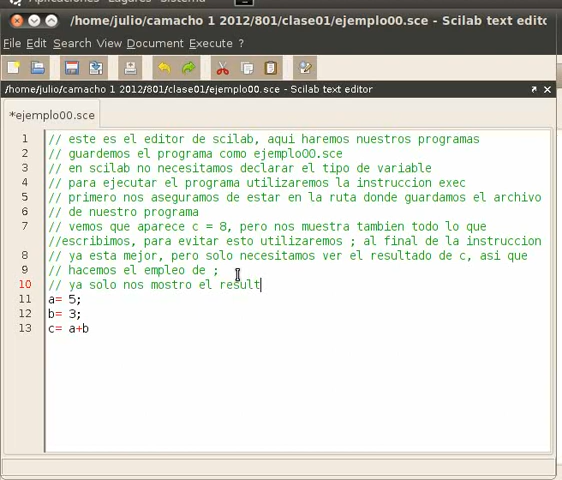 Aplicaciones Lugares Sistema
/home/julio/camacho 1 2012/801/clase01/ejemplo00.sce - Scilab text edito
File Edit Search View Document Execute ?
/home/julio/camacho 1 2012/801/clase01/ejemplo00.sce - Scilab text editor
*ejemplo00.sce
1 // este es el editor de scilab, aqui haremos nuestros programas
2 // guardemos el programa como ejemplo00.sce
3 // en scilab no necesitamos declarar el tipo de variable
4 // para ejecutar el programa utilizaremos la instruccion exec
5 // primero nos aseguramos de estar en la ruta donde guardamos el archivo
6 // de nuestro programa
7 // vemos que aparece c = 8, pero nos muestra tambien todo lo que
//escribimos, para evitar esto utilizaremos ; al final de la instruccion
8 // ya esta mejor, pero solo necesitamos ver el resultado de c, asi que
9 // hacemos el empleo de ;
10 // ya solo nos mostro el result
11 a= 5;
12 b= 3;
13 c= a+b